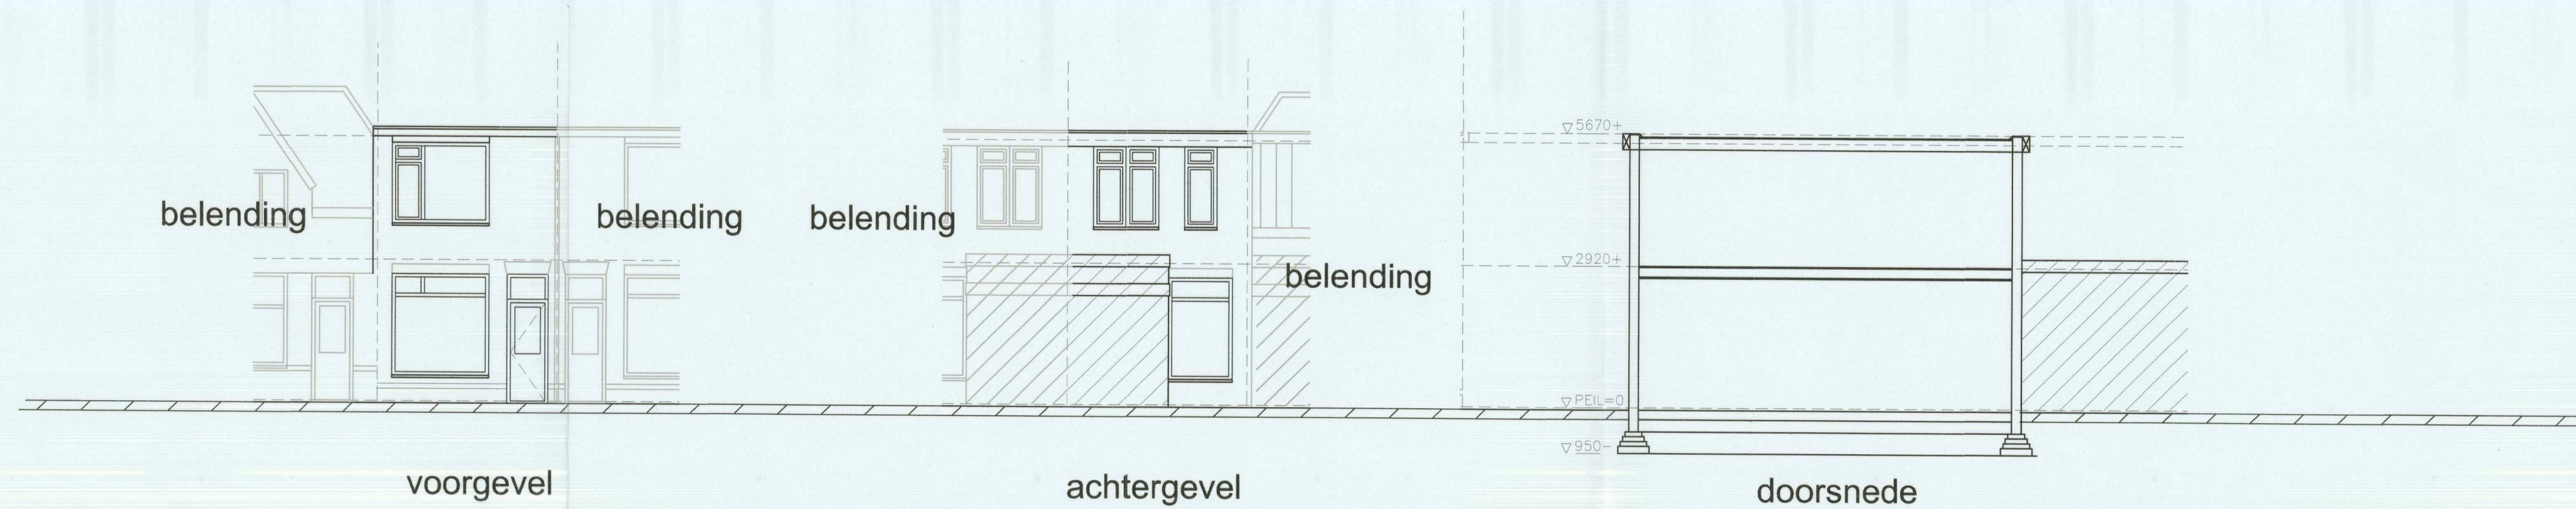 belending
belending
belending
belending
5670+
2920+
PEIL=0
950-
voorgevel
achtergevel
doorsnede